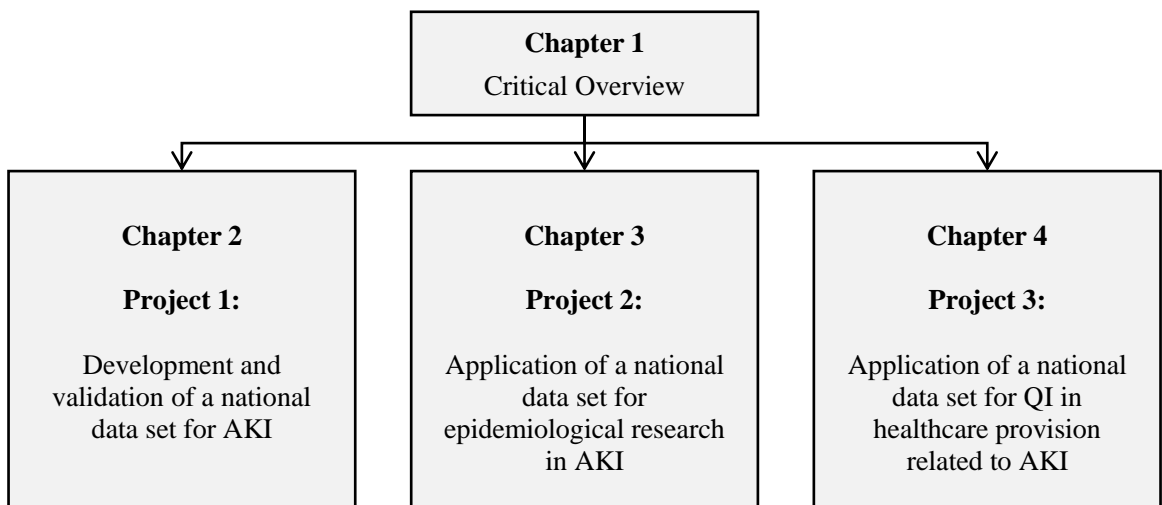 Chapter 1
Critical Overview
Chapter 2
Project 1:
Development and
validation of a national
data set for AKI
Chapter 3
Project 2:
Application of a national
data set for
epidemiological research
in AKI
Chapter 4
Project 3:
Application of a national
data set for QI in
healthcare provision
related to AKI